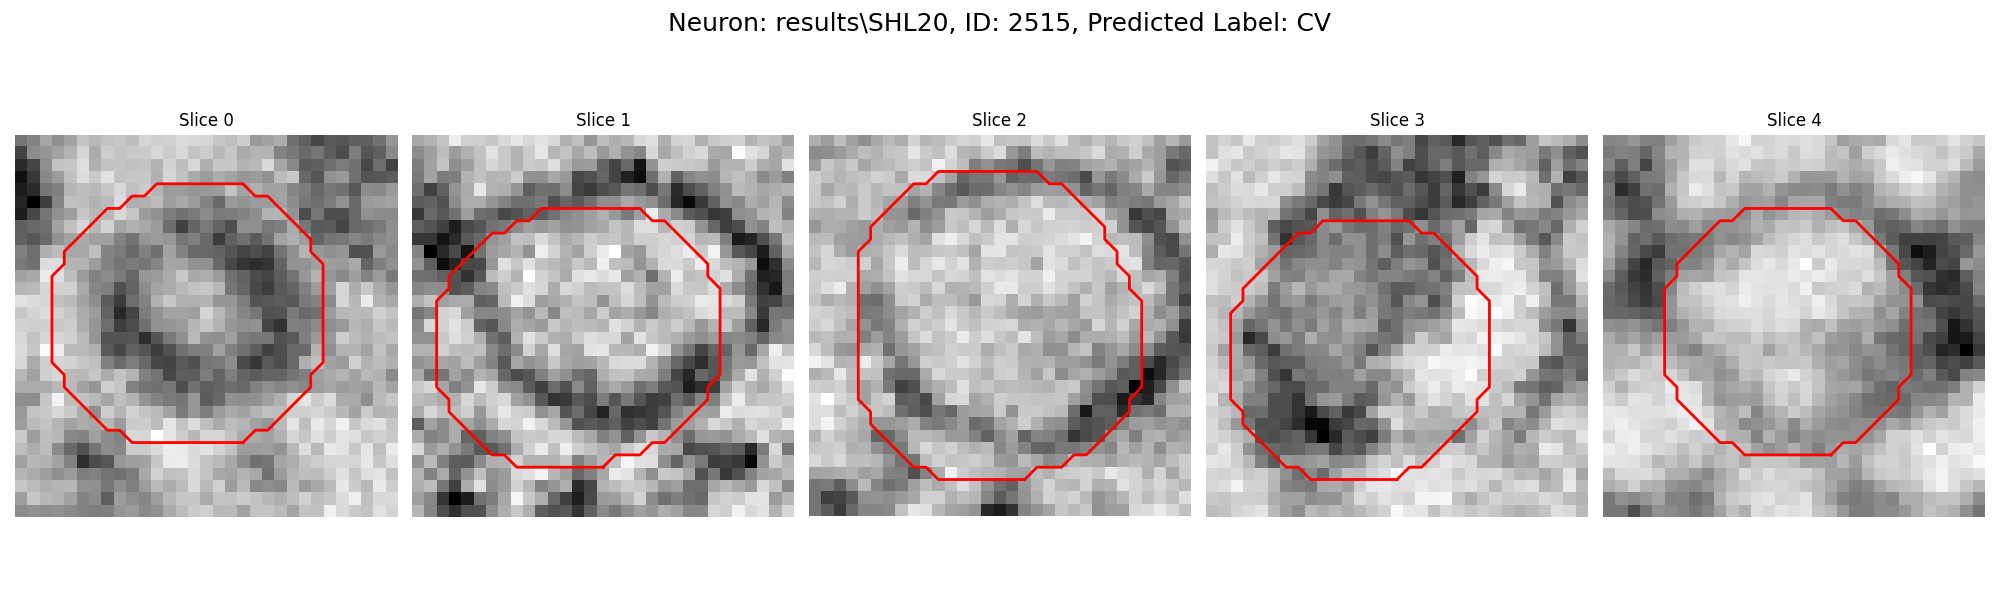 Neuron: results\SHL20, ID: 2515, Predicted Label: CV
Slice 0
Slice 1
Slice 2
Slice 3
Slice 4